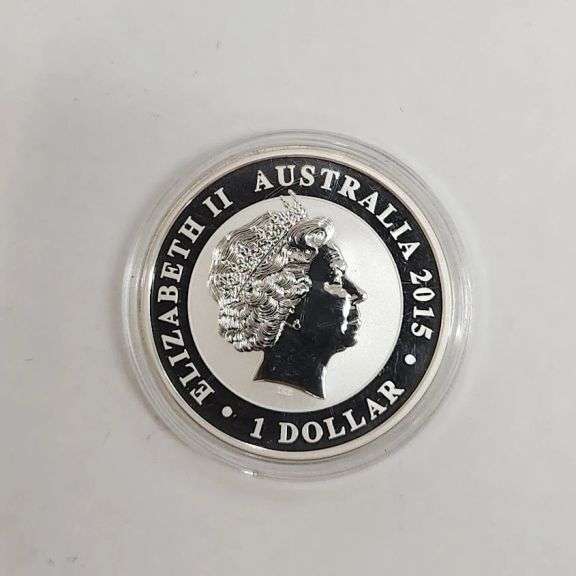 ELIZABETH II AUSTRALIA 2015
• 1 DOLLAR •